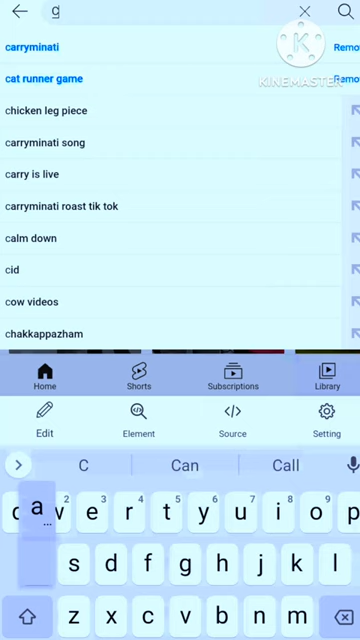 c
carryminati Remo
cat runner game Remo
KINEMASTER
chicken leg piece
carryminati song
carry is live
carryminati roast tik tok
calm down
cid
cow videos
chakkappazham
Home Shorts Subscriptions Library
Edit Element Source Setting
C Can Call
a w 2 e 3 r 4 t 5 y 6 u 7 i 8 o 9 p
s d f g h j k l
z x c v b n m